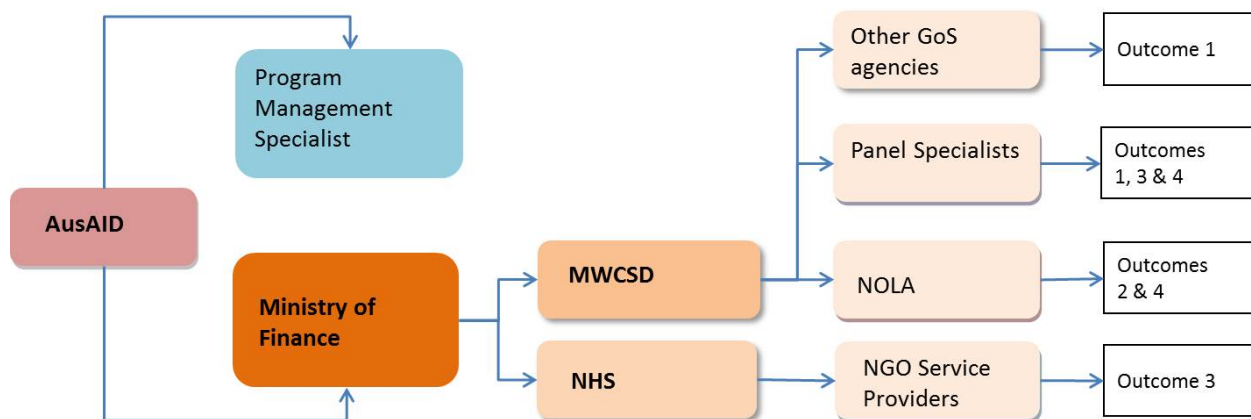 AusAID
Program
Management
Specialist
Ministry of
Finance
MWCSD
NHS
Other GoS
agencies
Panel Specialists
NOLA
NGO Service
Providers
Outcome 1
Outcomes
1, 3 & 4
Outcomes
2 & 4
Outcome 3